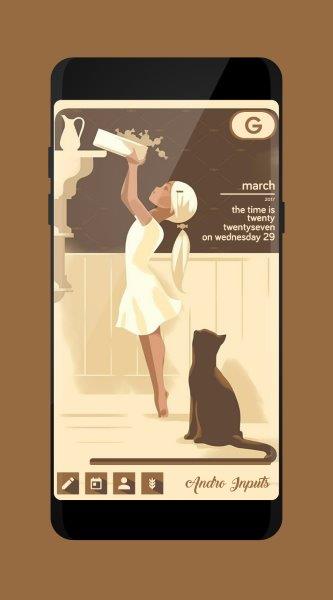 G
march
2017
the time is
twenty
twentyseven
on wednesday 29
Andro Inputs